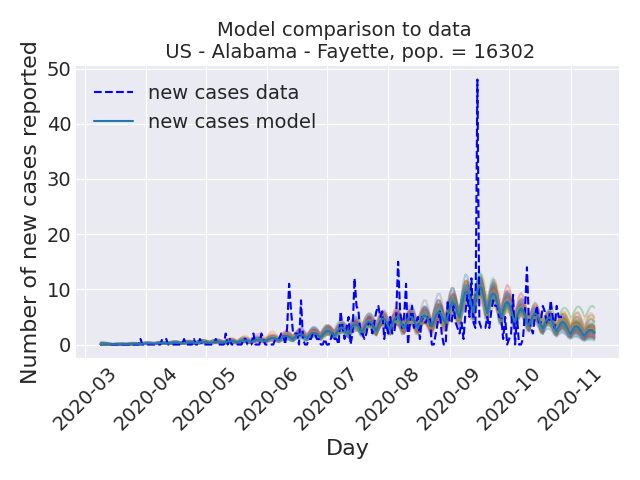 Model comparison to data
US - Alabama - Fayette, pop. = 16302
Number of new cases reported
50
40
30
20
10
0
new cases data
new cases model
2020-03
2020-04
2020-05
2020-06
2020-07
2020-08
2020-09
2020-10
2020-11
Day